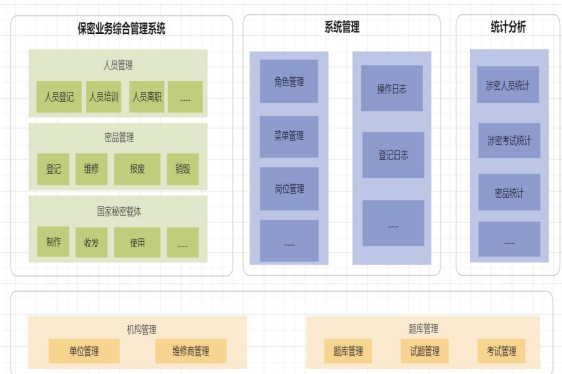 保密业务综合管理系统
人员管理
人员登记 人员培训 人员离职 ......
密品管理
登记 维修 报废 销毁
国家秘密载体
制作 收发 使用 ......
系统管理
角色管理
菜单管理
岗位管理
......
操作日志
登记日志
......
统计分析
涉密人员统计
涉密考试统计
密品统计
......
机构管理
单位管理 维修商管理
题库管理
题库管理 试题管理 考试管理